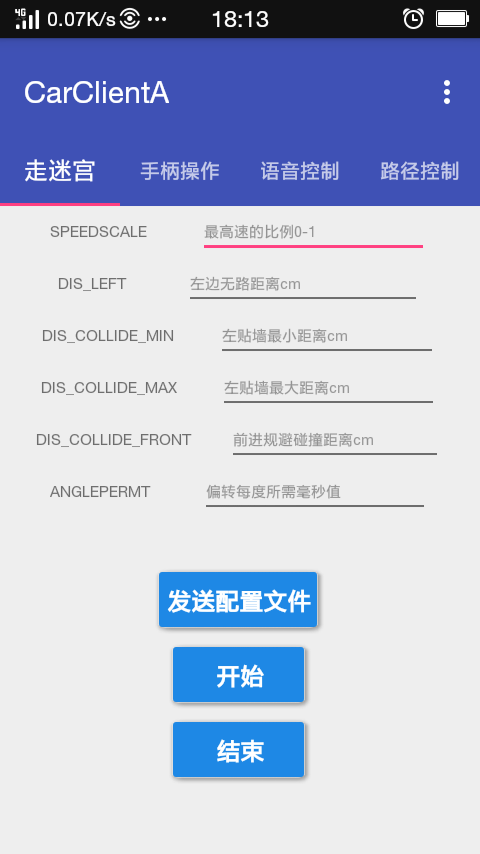 4G 0.07K/s 18:13
CarClientA
走迷宫 手柄操作 语音控制 路径控制
SPEEDSCALE 最高速的比例0-1
DIS_LEFT 左边无路距离cm
DIS_COLLIDE_MIN 左贴墙最小距离cm
DIS_COLLIDE_MAX 左贴墙最大距离cm
DIS_COLLIDE_FRONT 前进规避碰撞距离cm
ANGLEPERMT 偏转每度所需毫秒值
发送配置文件
开始
结束